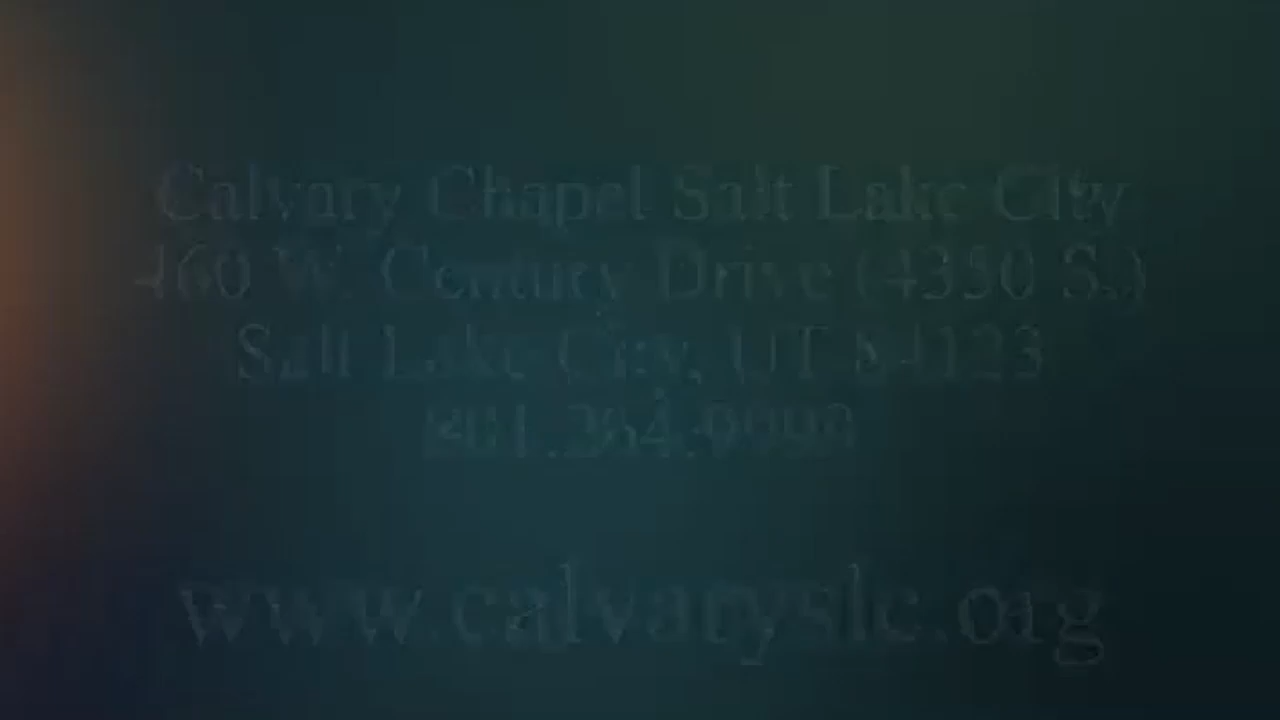 Calvary Chapel Salt Lake City
460 W. Century Drive (4350 S.)
Salt Lake City, UT 84123
www.calvaryslc.org